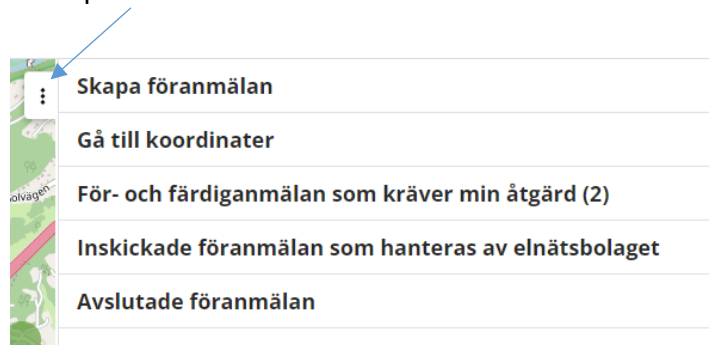 Skapa föranmälan
Gå till koordinater
För- och färdiganmälan som kräver min åtgärd (2)
Inskickade föranmälan som hanteras av elnätsbolaget
Avslutade föranmälan